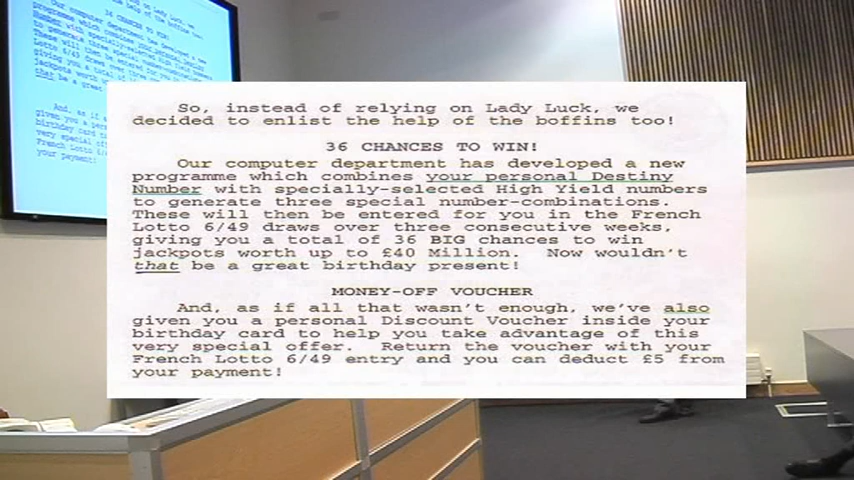 So, instead of relying on Lady Luck, we
decided to enlist the help of the boffins too!
36 CHANCES TO WIN!
Our computer department has developed a new
programme which combines your personal Destiny
Number with specially-selected High Yield numbers
to generate three special number-combinations.
These will then be entered for you in the French
Lotto 6/49 draws over three consecutive weeks,
giving you a total of 36 BIG chances to win
jackpots worth up to £40 Million. Now wouldn't
that be a great birthday present!
MONEY-OFF VOUCHER
And, as if all that wasn't enough, we've also
given you a personal Discount Voucher inside your
birthday card to help you take advantage of this
very special offer. Return the voucher with your
French Lotto 6/49 entry and you can deduct £5 from
your payment!